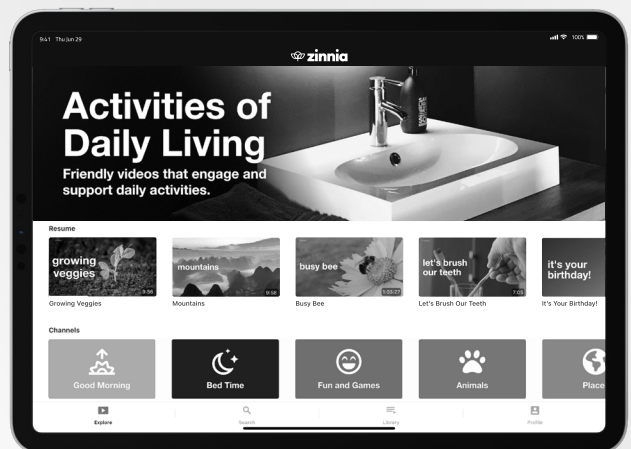 9:41 Thu Jun 29
100%
zinnia
Activities of
Daily Living
Friendly videos that engage and
support daily activities.
Resume
growing
veggies
9:56
mountains
9:58
busy bee
1:03:27
let's brush
our teeth
7:03
it's your
birthday!
Growing Veggies
Mountains
Busy Bee
Let's Brush Our Teeth
It's Your Birthday!
Channels
Good Morning
Bed Time
Fun and Games
Animals
Place
Explore
Search
Library
Profile